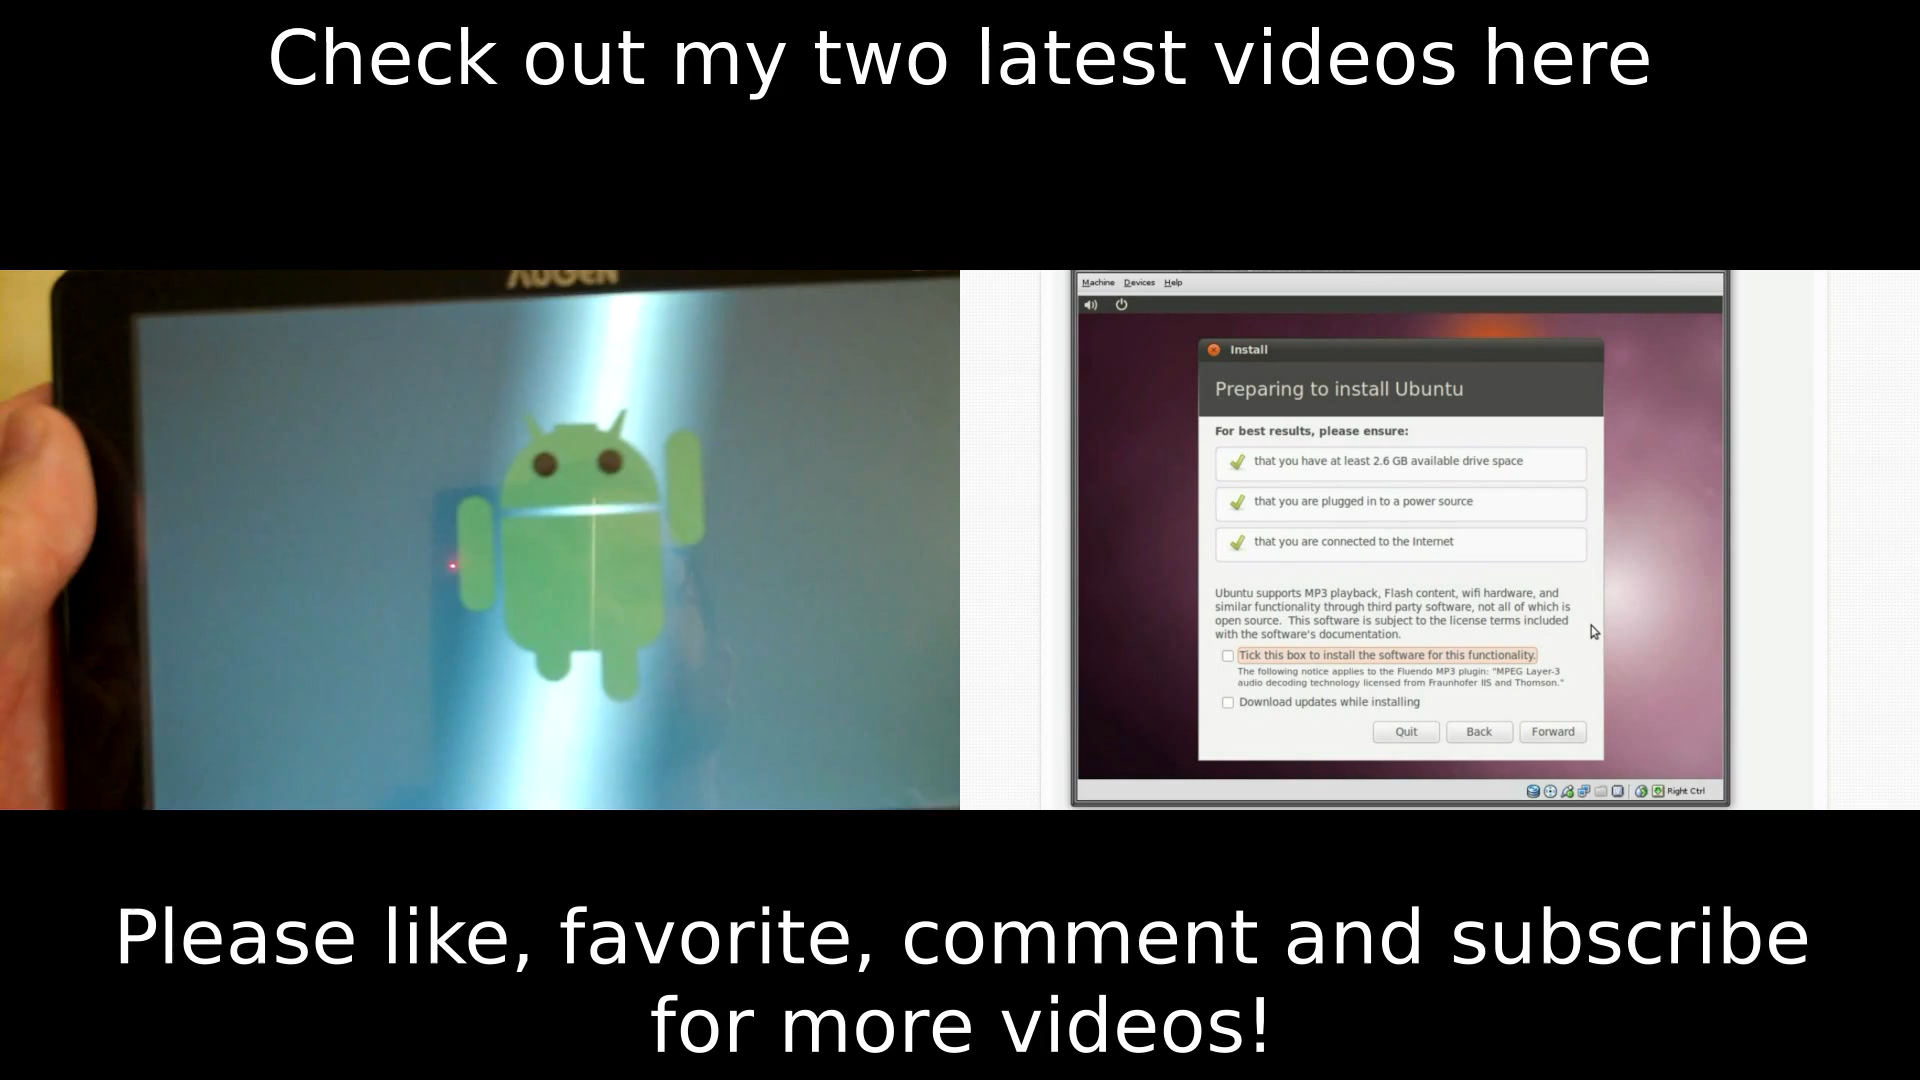 Check out my two latest videos here
AUGEN
Machine Devices Help
Install
Preparing to install Ubuntu
For best results, please ensure:
that you have at least 2.6 GB available drive space
that you are plugged in to a power source
that you are connected to the Internet
Ubuntu supports MP3 playback, Flash content, wifi hardware, and
similar functionality through third party software, not all of which is
open source. This software is subject to the license terms included
with the software's documentation.
Tick this box to install the software for this functionality.
The following notice applies to the Fluendo MP3 plugin: "MPEG Layer-3
audio decoding technology licensed from Fraunhofer IIS and Thomson."
Download updates while installing
Quit Back Forward
Right Ctrl
Please like, favorite, comment and subscribe
for more videos!